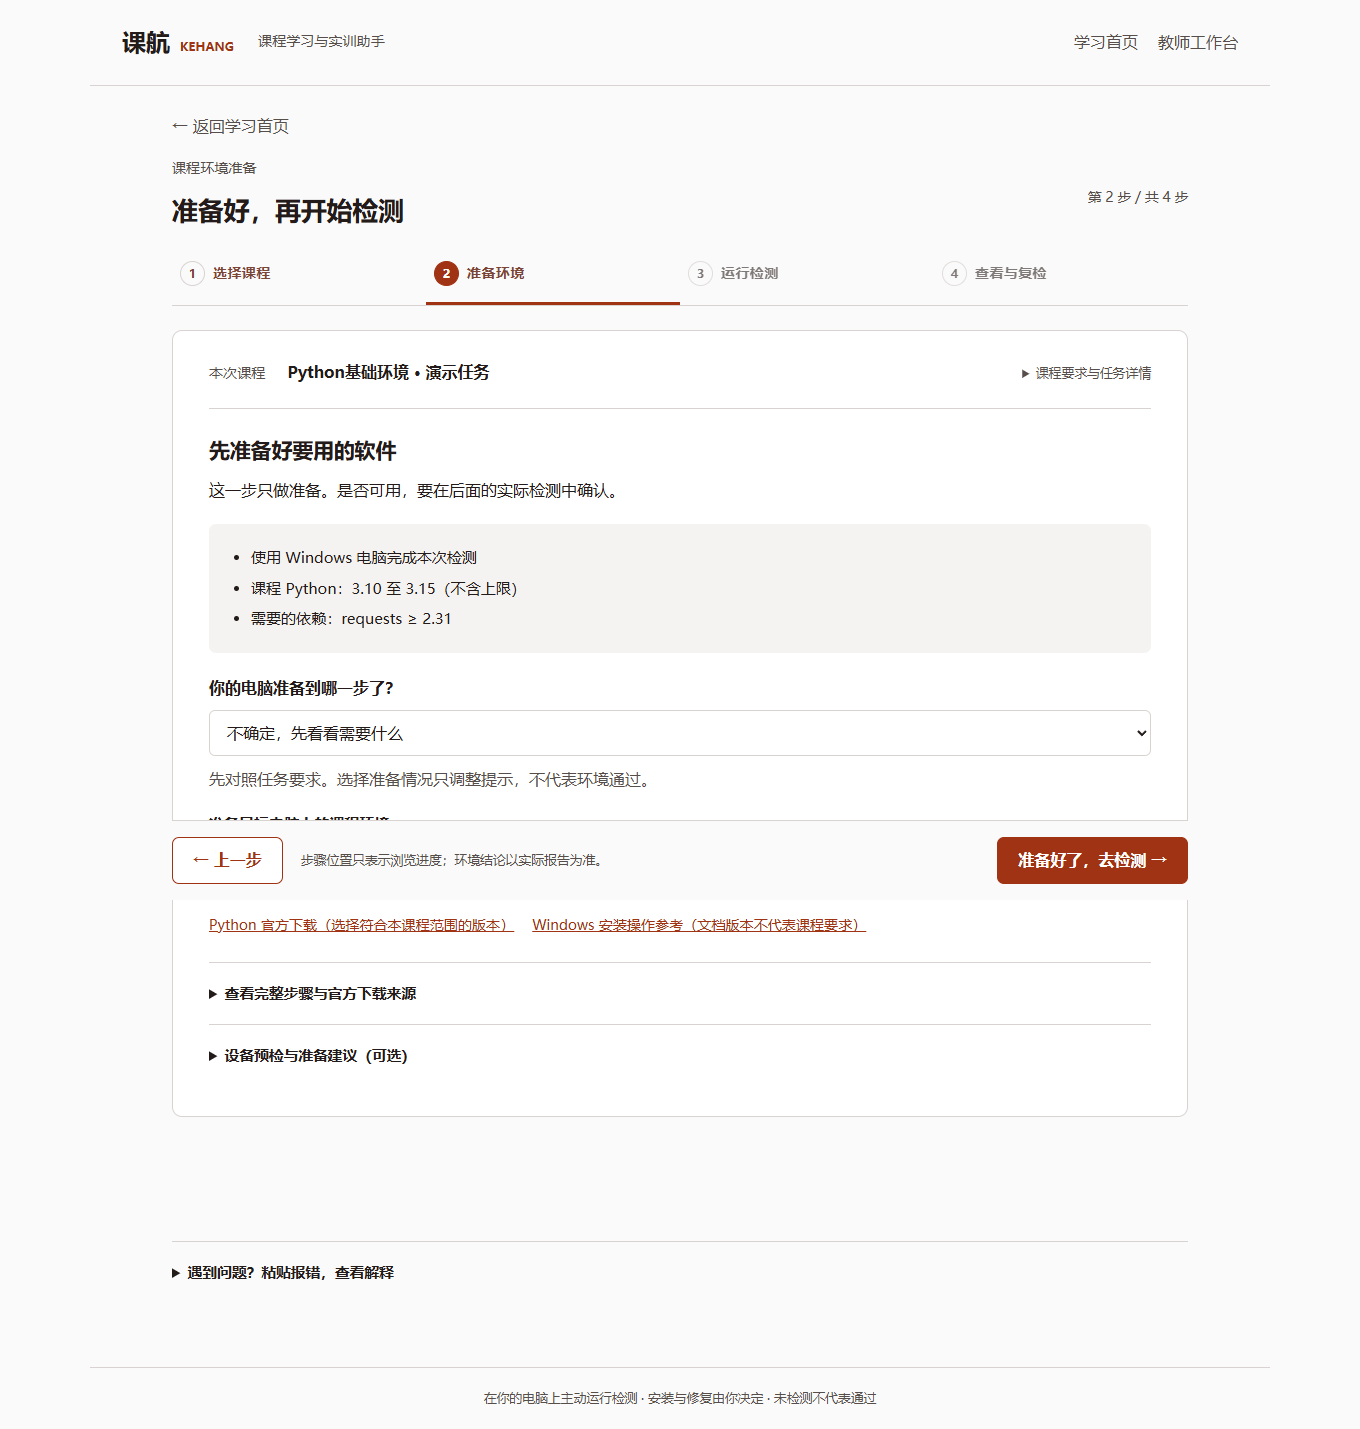 课航 KEHANG 课程学习与实训助手 学习首页 教师工作台
← 返回学习首页
课程环境准备
准备好，再开始检测
第 2 步 / 共 4 步
1 选择课程 2 准备环境 3 运行检测 4 查看与复检
本次课程 Python基础环境 • 演示任务 ▶ 课程要求与任务详情
先准备好要用的软件
这一步只做准备。是否可用，要在后面的实际检测中确认。
• 使用 Windows 电脑完成本次检测
• 课程 Python：3.10 至 3.15（不含上限）
• 需要的依赖：requests ≥ 2.31
你的电脑准备到哪一步了？
不确定，先看看需要什么
先对照任务要求。选择准备情况只调整提示，不代表环境通过。
← 上一步 步骤位置只表示浏览进度；环境结论以实际报告为准。 准备好了，去检测 →
Python 官方下载（选择符合本课程范围的版本） Windows 安装操作参考（文档版本不代表课程要求）
▶ 查看完整步骤与官方下载来源
▶ 设备预检与准备建议（可选）
▶ 遇到问题？粘贴报错，查看解释
在你的电脑上主动运行检测 · 安装与修复由你决定 · 未检测不代表通过